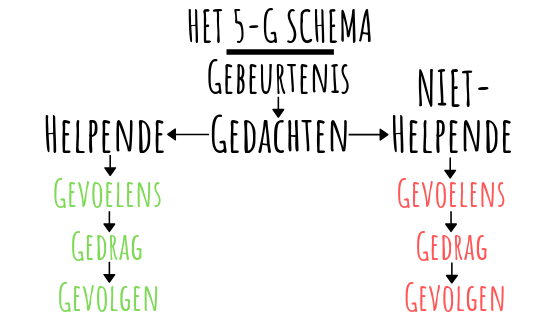 HET 5-G SCHEMA
GEBEURTENIS
HELPENDE
GEDACHTEN
NIET-
HELPENDE
GEVOELENS
GEDRAG
GEVOLGEN
GEVOELENS
GEDRAG
GEVOLGEN